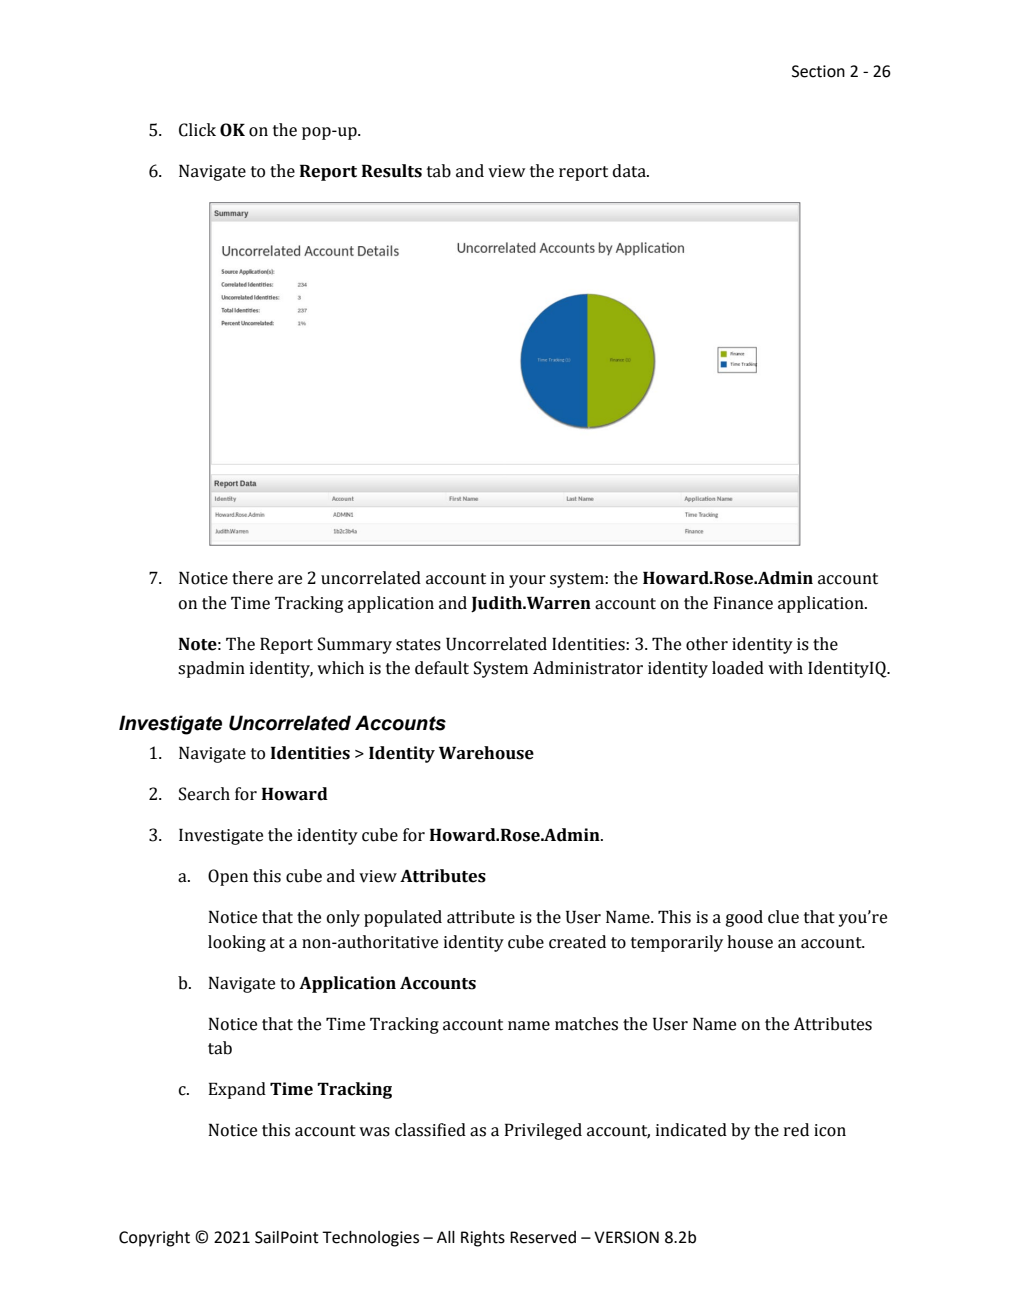 Section 2 - 26
5. Click OK on the pop-up.
6. Navigate to the Report Results tab and view the report data.
Summary
Uncorrelated Account Details
Uncorrelated Accounts by Application
Source Application(s):
Correlated Identities: 234
Uncorrelated Identities: 3
Total Identities: 237
Percent Uncorrelated: 1%
Time Tracking (1)
Finance (1)
Finance
Time Tracking
Report Data
Identity Account First Name Last Name Application Name
Howard.Rose.Admin ADMIN1 Time Tracking
Judith.Warren 1b2c3b4a Finance
7. Notice there are 2 uncorrelated account in your system: the Howard.Rose.Admin account
on the Time Tracking application and Judith.Warren account on the Finance application.
Note: The Report Summary states Uncorrelated Identities: 3. The other identity is the
spadmin identity, which is the default System Administrator identity loaded with IdentityIQ.
Investigate Uncorrelated Accounts
1. Navigate to Identities > Identity Warehouse
2. Search for Howard
3. Investigate the identity cube for Howard.Rose.Admin.
a. Open this cube and view Attributes
Notice that the only populated attribute is the User Name. This is a good clue that you’re
looking at a non-authoritative identity cube created to temporarily house an account.
b. Navigate to Application Accounts
Notice that the Time Tracking account name matches the User Name on the Attributes
tab
c. Expand Time Tracking
Notice this account was classified as a Privileged account, indicated by the red icon
Copyright © 2021 SailPoint Technologies – All Rights Reserved – VERSION 8.2b